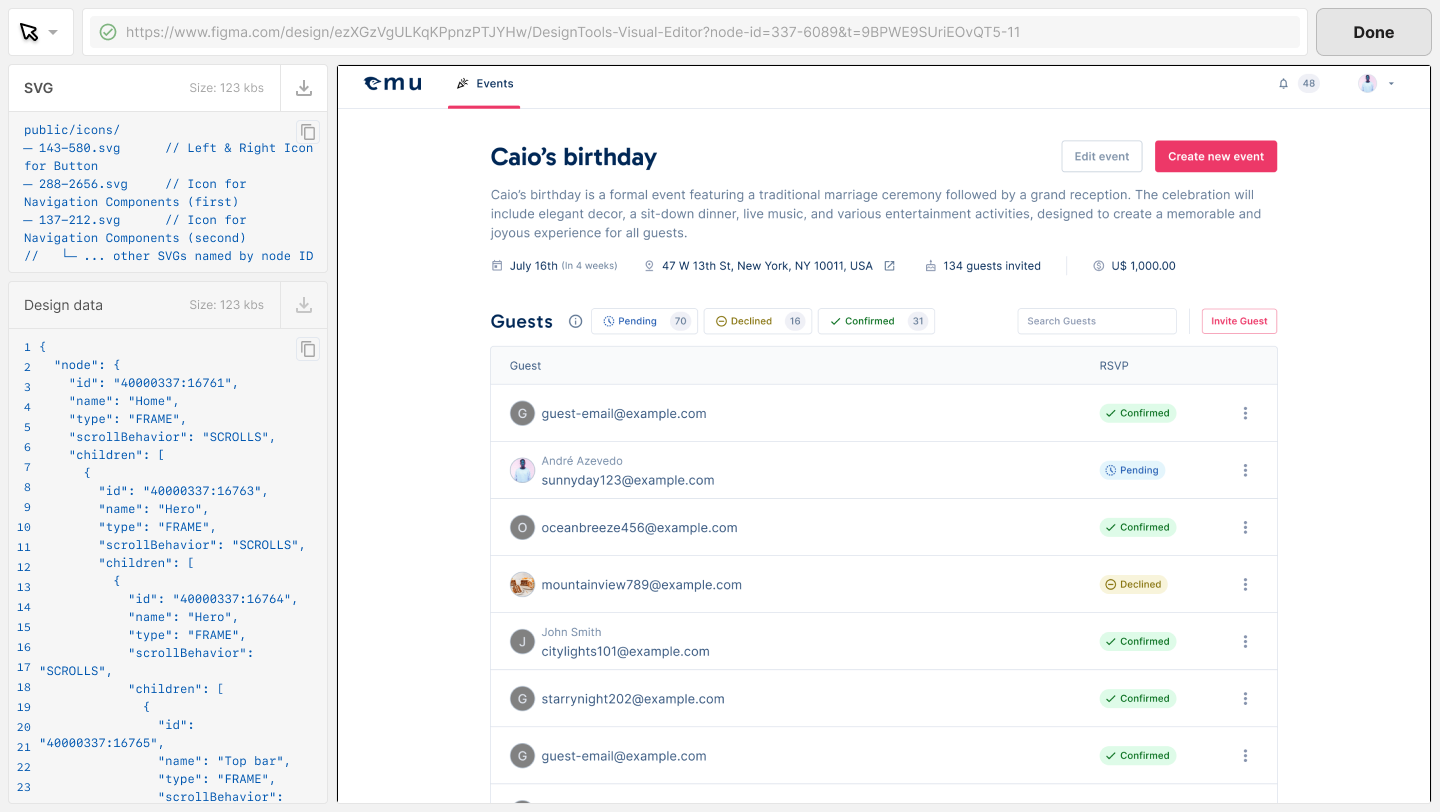 https://www.figma.com/design/ezXGzVgULKqKPpnzPTJYHw/DesignTools-Visual-Editor?node-id=337-6089&t=9BPWE9SUriEOvQT5-11
Done
SVG
Size: 123 kbs
public/icons/
— 143-580.svg      // Left & Right Icon
for Button
— 288-2656.svg     // Icon for
Navigation Components (first)
— 137-212.svg      // Icon for
Navigation Components (second)
//   └─ ... other SVGs named by node ID
Design data
Size: 123 kbs
1
2
3
4
5
6
7
8
9
10
11
12
13
14
15
16
17
18
19
20
21
22
23
{
"node": {
"id": "40000337:16761",
"name": "Home",
"type": "FRAME",
"scrollBehavior": "SCROLLS",
"children": [
{
"id": "40000337:16763",
"name": "Hero",
"type": "FRAME",
"scrollBehavior": "SCROLLS",
"children": [
{
"id": "40000337:16764",
"name": "Hero",
"type": "FRAME",
"scrollBehavior":
"SCROLLS",
"children": [
{
"id":
"40000337:16765",
"name": "Top bar",
"type": "FRAME",
"scrollBehavior":
emu
Events
48
Caio’s birthday
Edit event
Create new event
Caio’s birthday is a formal event featuring a traditional marriage ceremony followed by a grand reception. The celebration will
include elegant decor, a sit-down dinner, live music, and various entertainment activities, designed to create a memorable and
joyous experience for all guests.
July 16th (In 4 weeks) 47 W 13th St, New York, NY 10011, USA 134 guests invited U$ 1,000.00
Guests
Pending 70
Declined 16
Confirmed 31
Search Guests
Invite Guest
Guest RSVP
G guest-email@example.com Confirmed
André Azevedo
sunnyday123@example.com Pending
O oceanbreeze456@example.com Confirmed
mountainview789@example.com Declined
John Smith
J citylights101@example.com Confirmed
G starrynight202@example.com Confirmed
G guest-email@example.com Confirmed